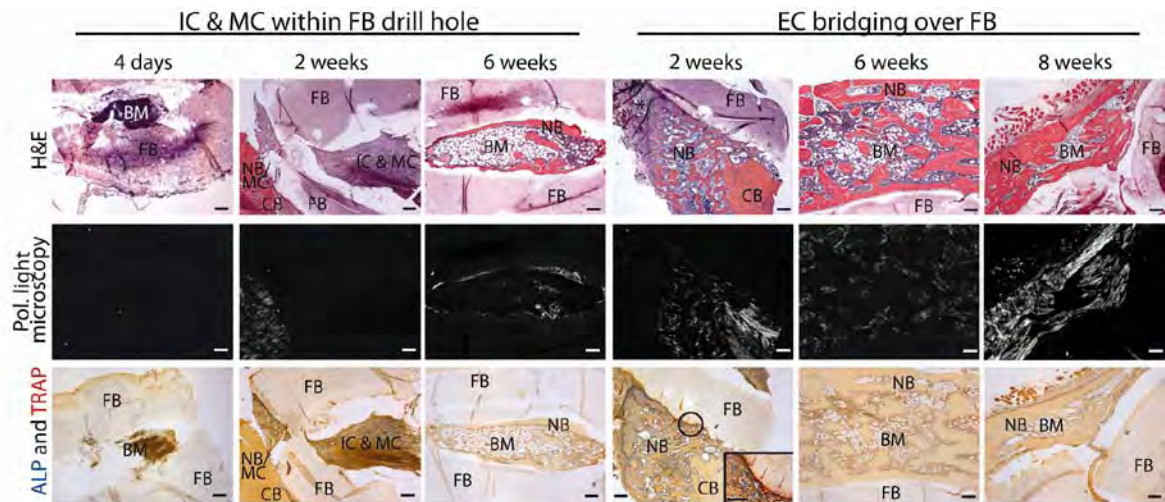 IC & MC within FB drill hole
EC bridging over FB
4 days
2 weeks
6 weeks
2 weeks
6 weeks
8 weeks
H&E
BM
FB
FB
NB/
MC
CB
FB
IC & MC
FB
NB
BM
FB
*
FB
NB
CB
NB
BM
FB
NB
BM
FB
Pol. light
microscopy
ALP and TRAP
FB
BM
FB
FB
NB/
MC
CB
FB
IC & MC
FB
NB
BM
FB
FB
NB
CB
NB
BM
FB
NB
BM
FB